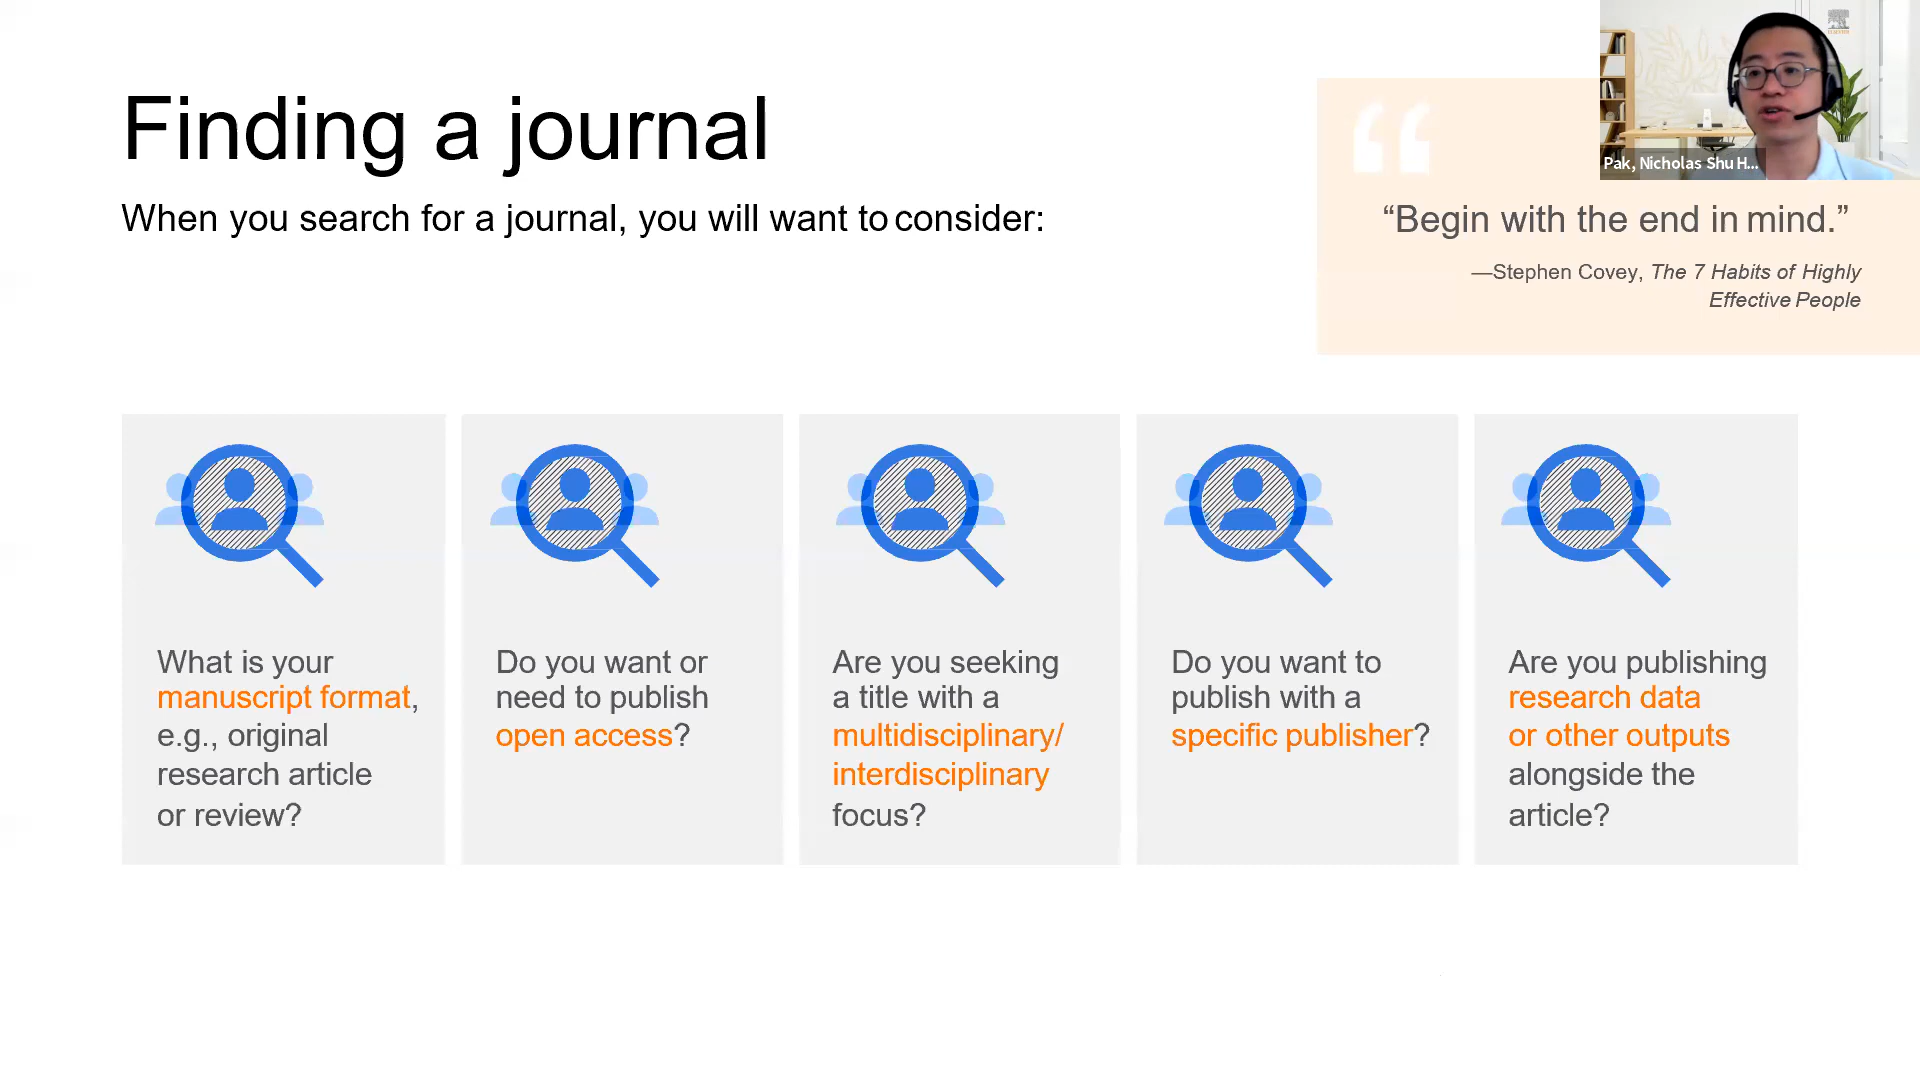 Finding a journal
When you search for a journal, you will want to consider:
Pak, Nicholas Shu H...
“Begin with the end in mind.”
—Stephen Covey, The 7 Habits of Highly
Effective People
What is your
manuscript format,
e.g., original
research article
or review?
Do you want or
need to publish
open access?
Are you seeking
a title with a
multidisciplinary/
interdisciplinary
focus?
Do you want to
publish with a
specific publisher?
Are you publishing
research data
or other outputs
alongside the
article?